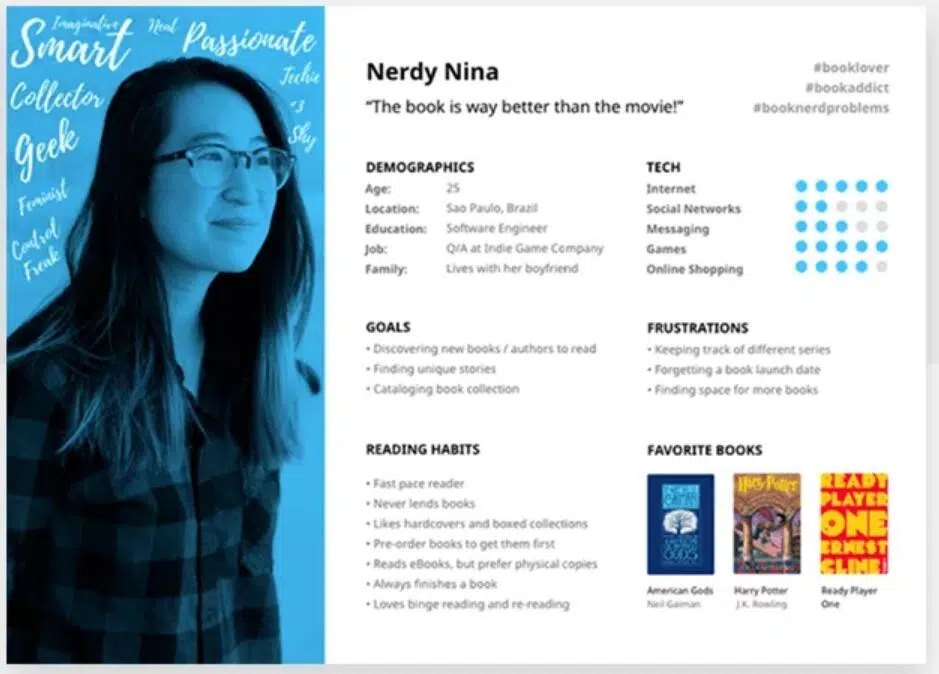 Imaginative
Neat
Smart
Passionate
Techie
Collector
<3
Shy
Geek
Feminist
Control
Freak
Nerdy Nina
“The book is way better than the movie!”
#booklover
#bookaddict
#booknerdproblems
DEMOGRAPHICS
Age: 25
Location: Sao Paulo, Brazil
Education: Software Engineer
Job: Q/A at Indie Game Company
Family: Lives with her boyfriend
TECH
Internet
Social Networks
Messaging
Games
Online Shopping
GOALS
• Discovering new books / authors to read
• Finding unique stories
• Cataloging book collection
FRUSTRATIONS
• Keeping track of different series
• Forgetting a book launch date
• Finding space for more books
READING HABITS
• Fast pace reader
• Never lends books
• Likes hardcovers and boxed collections
• Pre-order books to get them first
• Reads eBooks, but prefer physical copies
• Always finishes a book
• Loves binge reading and re-reading
FAVORITE BOOKS
Harry Potter
READY
PLAYER
ONE
ERNEST
CLINE
American Gods
Neil Gaiman
Harry Potter
J.K. Rowling
Ready Player
One